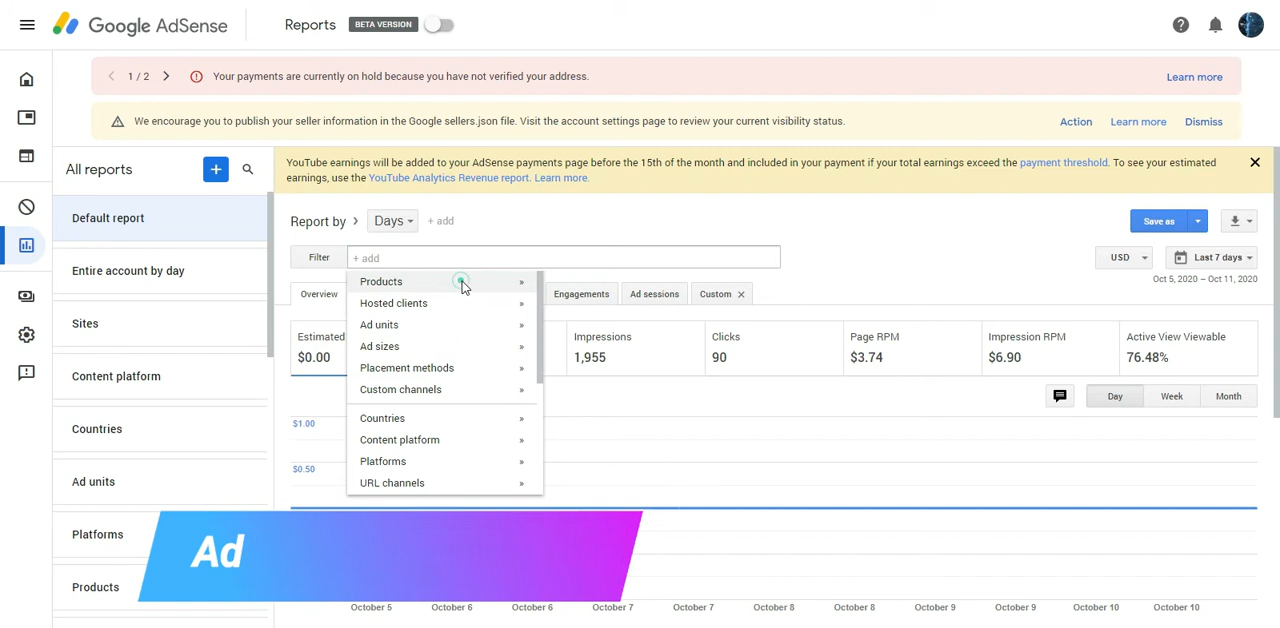 Google AdSense
Reports
BETA VERSION
1 / 2
Your payments are currently on hold because you have not verified your address.
Learn more
We encourage you to publish your seller information in the Google sellers.json file. Visit the account settings page to review your current visibility status.
Action
Learn more
Dismiss
All reports
Default report
Entire account by day
Sites
Content platform
Countries
Ad units
Platforms
Products
YouTube earnings will be added to your AdSense payments page before the 15th of the month and included in your payment if your total earnings exceed the payment threshold. To see your estimated
earnings, use the YouTube Analytics Revenue report. Learn more.
Report by
Days
+ add
Save as
Filter
+ add
USD
Last 7 days
Oct 5, 2020 – Oct 11, 2020
Products »
Hosted clients »
Ad units »
Ad sizes »
Placement methods »
Custom channels »
Countries »
Content platform »
Platforms »
URL channels »
Overview
Engagements
Ad sessions
Custom
Estimated
$0.00
Impressions
1,955
Clicks
90
Page RPM
$3.74
Impression RPM
$6.90
Active View Viewable
76.48%
Day
Week
Month
$1.00
$0.50
Ad
October 5
October 6
October 6
October 7
October 7
October 8
October 8
October 9
October 9
October 10
October 10